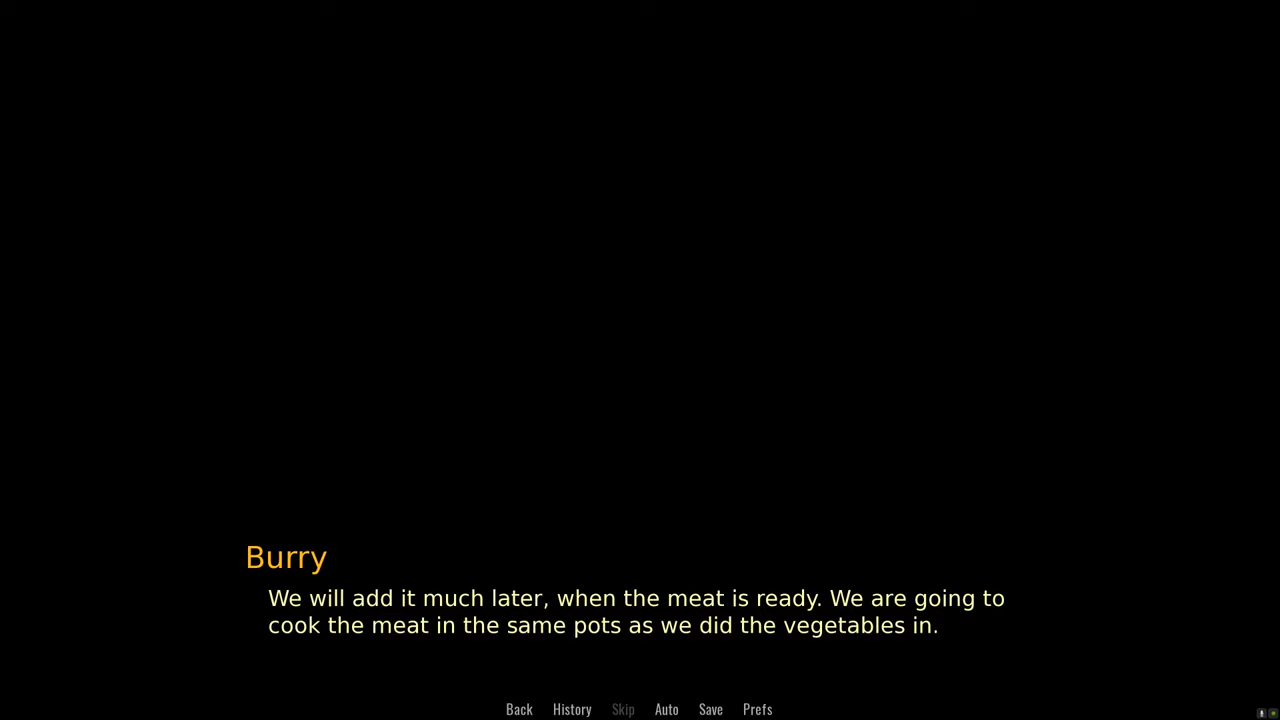 Burry
We will add it much later, when the meat is ready. We are going to
cook the meat in the same pots as we did the vegetables in.
Back History Skip Auto Save Prefs